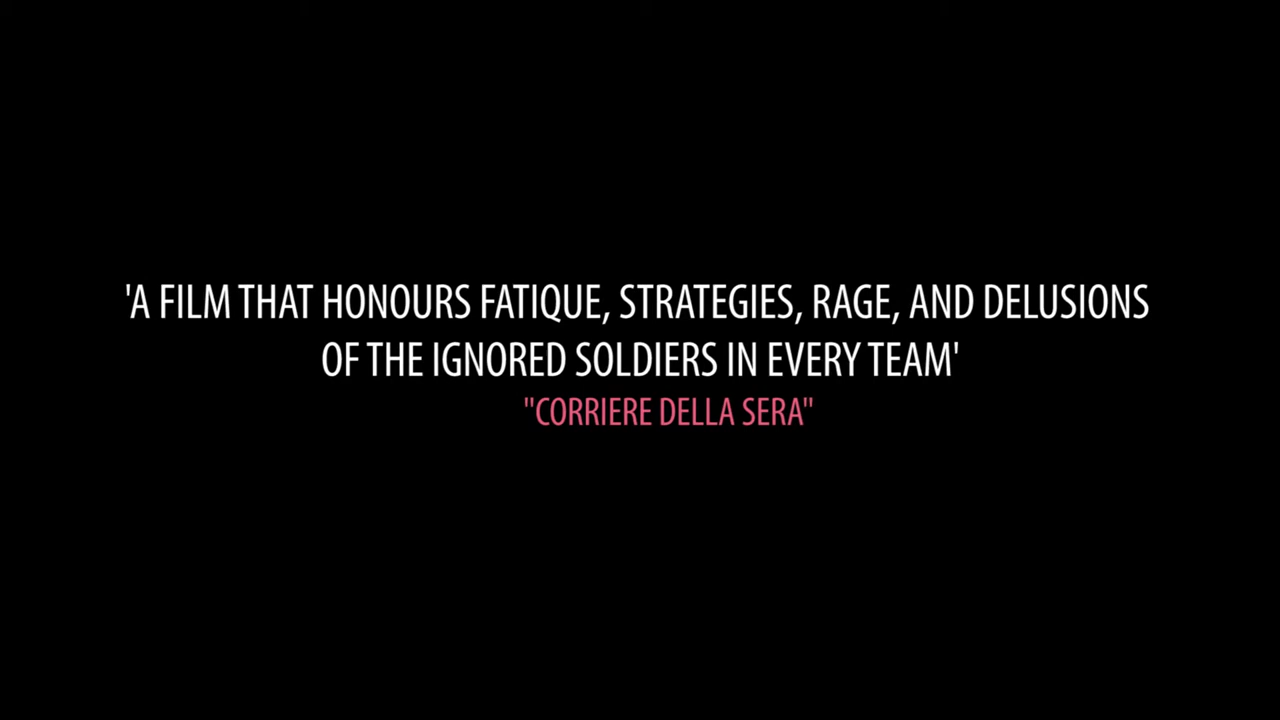 'A FILM THAT HONOURS FATIQUE, STRATEGIES, RAGE, AND DELUSIONS
OF THE IGNORED SOLDIERS IN EVERY TEAM'
"CORRIERE DELLA SERA"